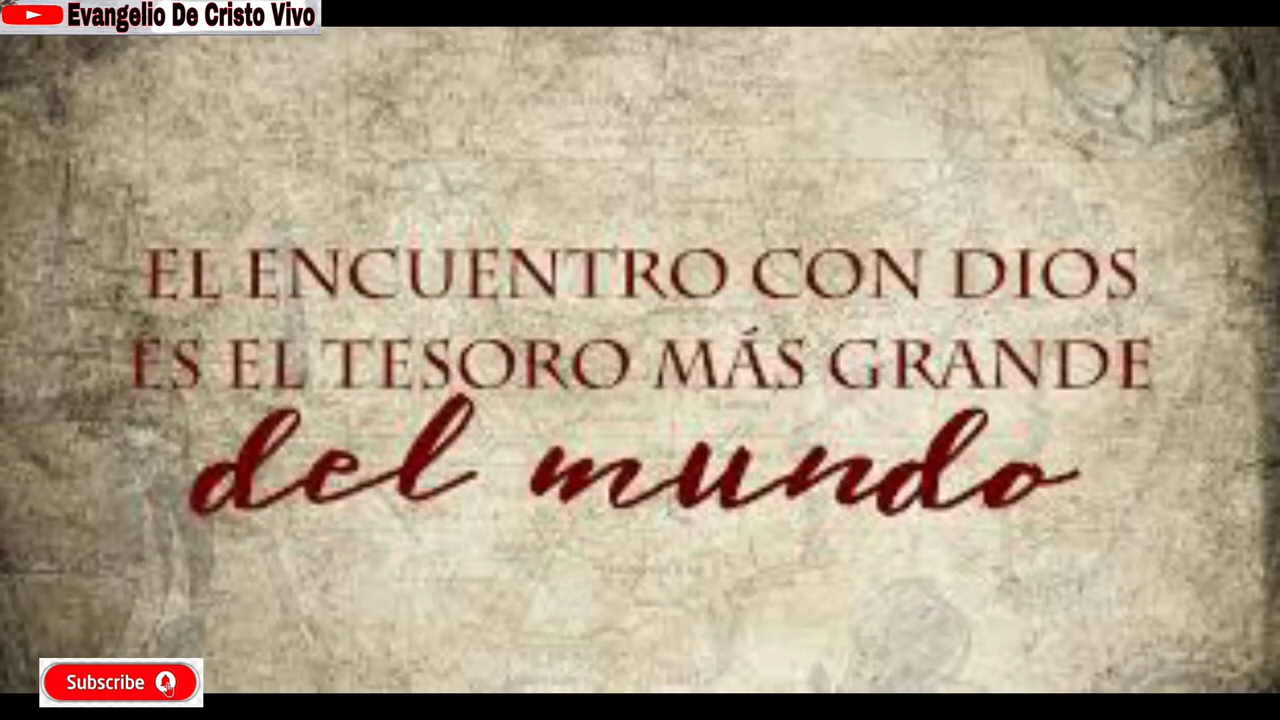 Evangelio De Cristo Vivo
EL ENCUENTRO CON DIOS
ES EL TESORO MÁS GRANDE
del mundo
Subscribe